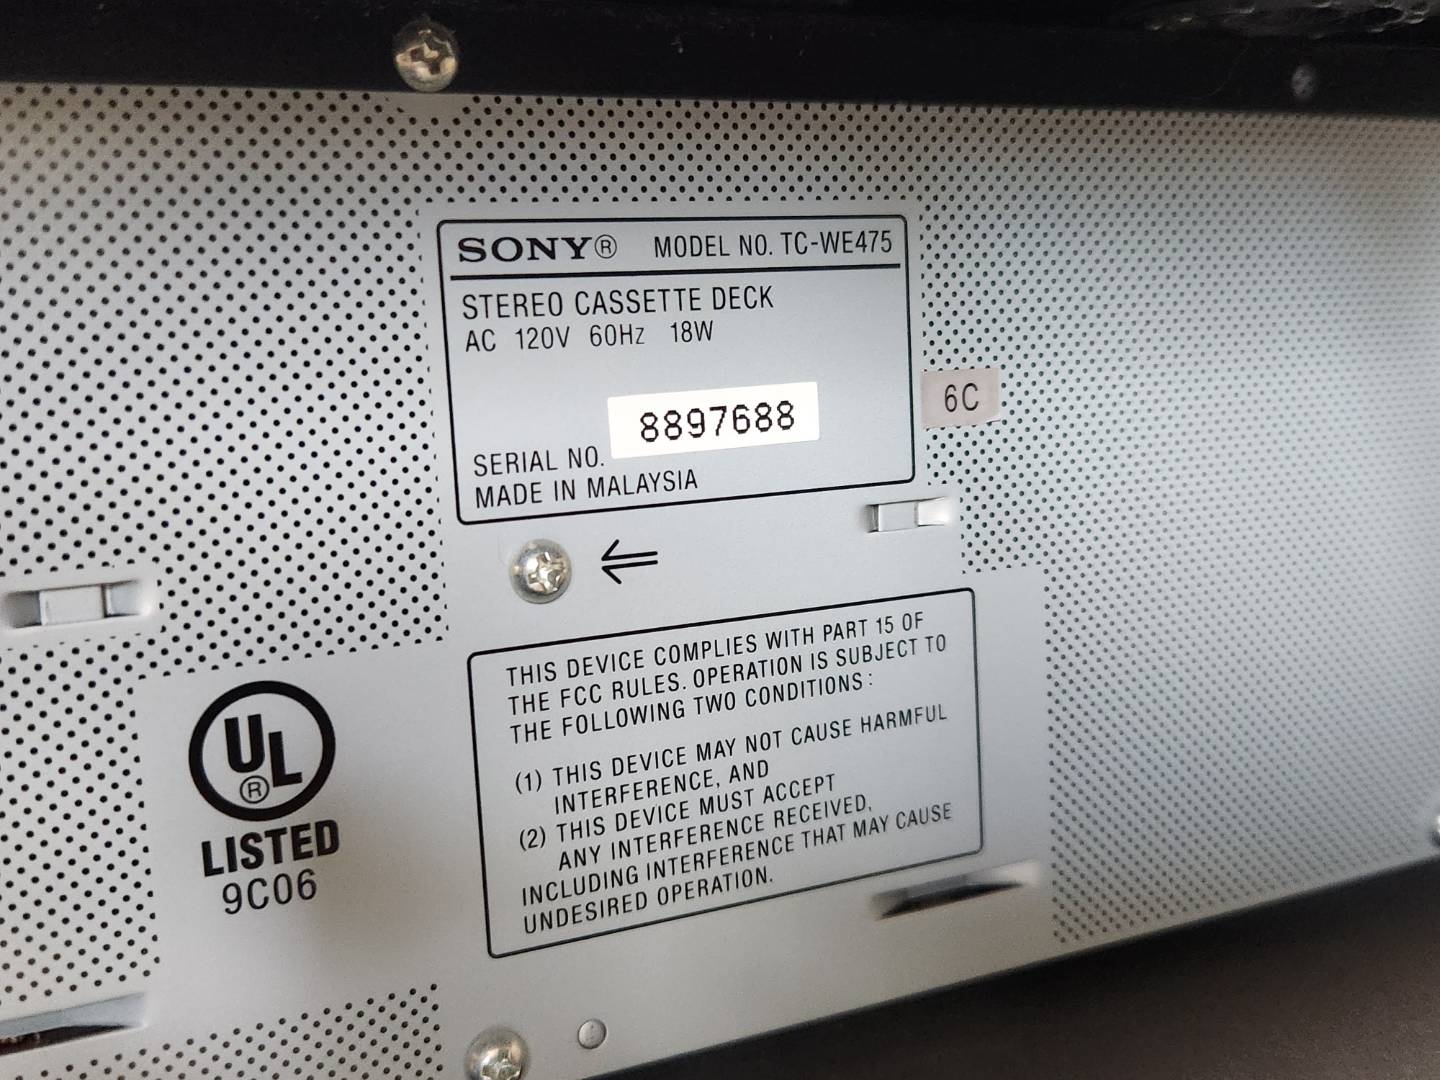 SONY® MODEL NO. TC-WE475
STEREO CASSETTE DECK
AC 120V 60Hz 18W
8897688
6C
SERIAL NO.
MADE IN MALAYSIA
THIS DEVICE COMPLIES WITH PART 15 OF
THE FCC RULES. OPERATION IS SUBJECT TO
THE FOLLOWING TWO CONDITIONS:
(1) THIS DEVICE MAY NOT CAUSE HARMFUL
INTERFERENCE, AND
(2) THIS DEVICE MUST ACCEPT
ANY INTERFERENCE RECEIVED,
INCLUDING INTERFERENCE THAT MAY CAUSE
UNDESIRED OPERATION.
UL®
LISTED
9C06